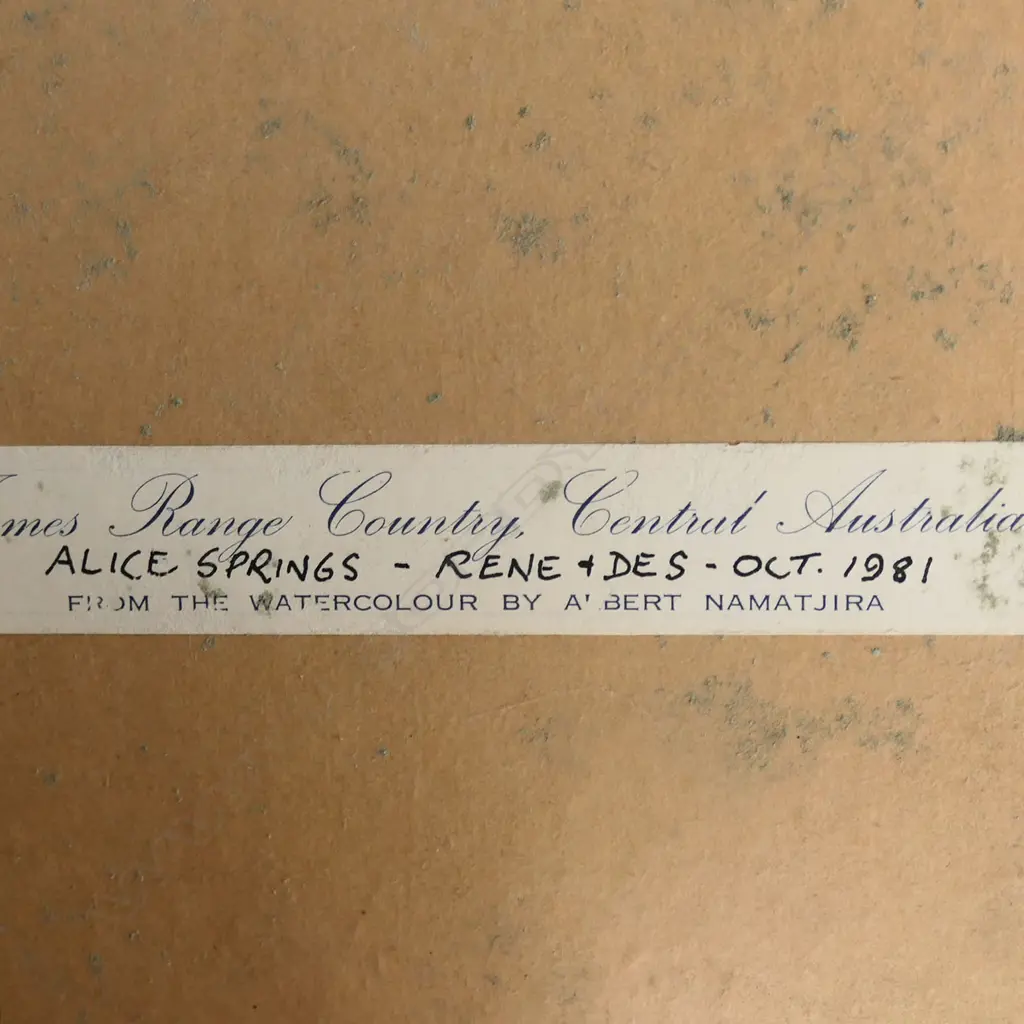 mes Range Country, Central Australia
ALICE SPRINGS - RENE + DES - OCT. 1981
FROM THE WATERCOLOUR BY ALBERT NAMATJIRA